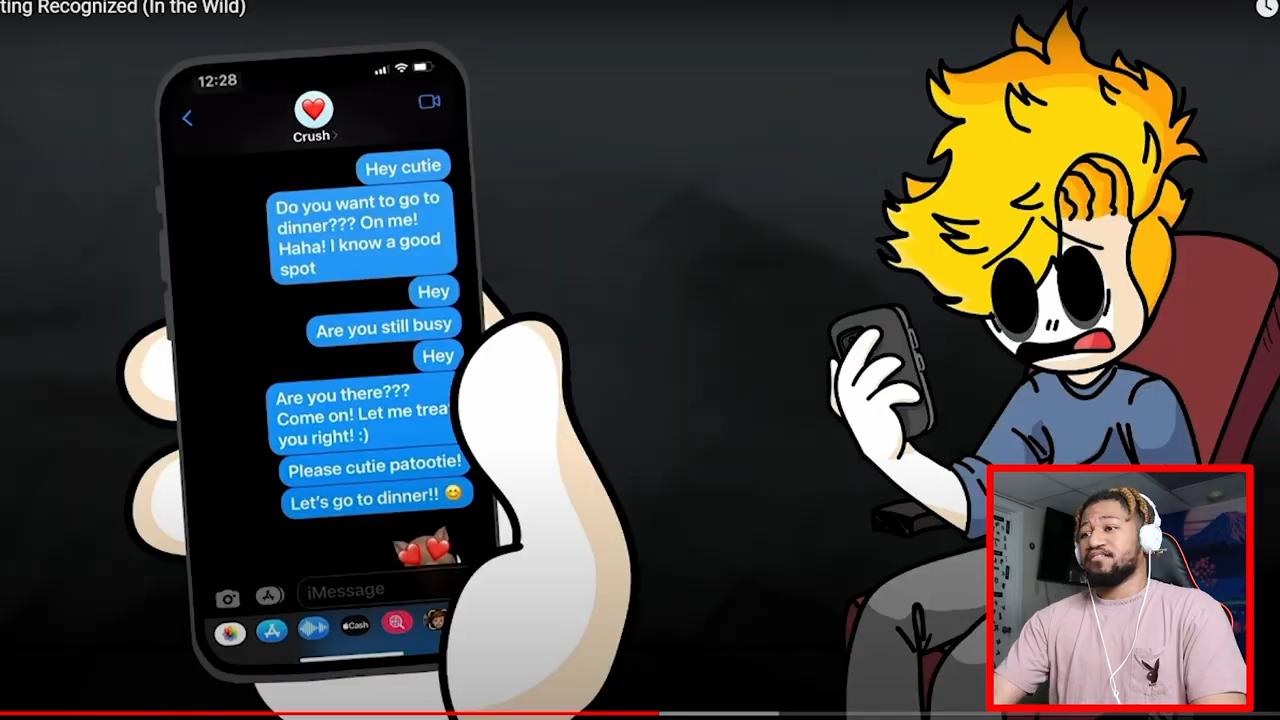 ting Recognized (In the Wild)
12:28
Crush
Hey cutie
Do you want to go to
dinner??? On me!
Haha! I know a good
spot
Hey
Are you still busy
Hey
Are you there???
Come on! Let me trea
you right! :)
Please cutie patootie!
Let's go to dinner!! 😊
iMessage
Cash